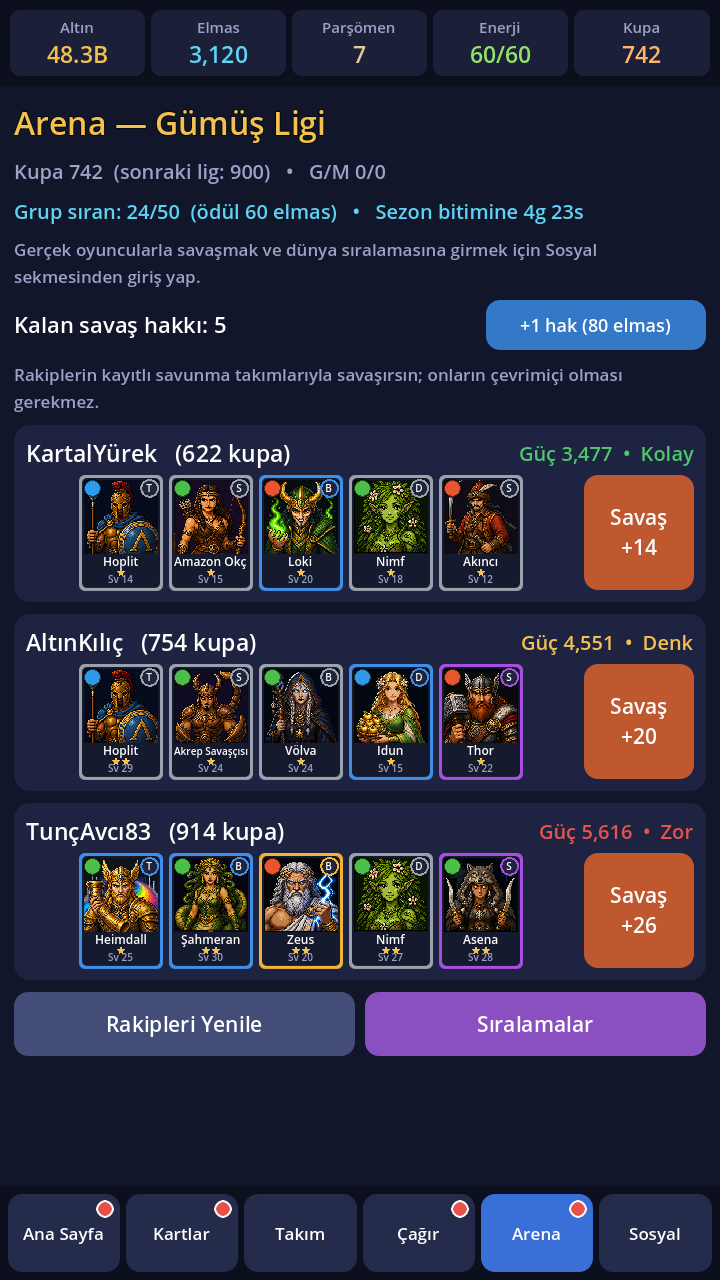 Altın Elmas Parşömen Enerji Kupa
48.3B 3,120 7 60/60 742
Arena — Gümüş Ligi
Kupa 742 (sonraki lig: 900) • G/M 0/0
Grup sıran: 24/50 (ödül 60 elmas) • Sezon bitimine 4g 23s
Gerçek oyuncularla savaşmak ve dünya sıralamasına girmek için Sosyal
sekmesinden giriş yap.
Kalan savaş hakkı: 5
+1 hak (80 elmas)
Rakiplerin kayıtlı savunma takımlarıyla savaşırsın; onların çevrimiçi olması
gerekmez.
KartalYürek (622 kupa) Güç 3,477 • Kolay
T S B D S
Hoplit Amazon Okç Loki Nimf Akıncı
Sv 14 Sv 15 Sv 20 Sv 18 Sv 12
Savaş
+14
AltınKılıç (754 kupa) Güç 4,551 • Denk
T S B D S
Hoplit Akrep Savaşçısı Völva Idun Thor
Sv 29 Sv 24 Sv 24 Sv 15 Sv 22
Savaş
+20
TunçAvcı83 (914 kupa) Güç 5,616 • Zor
T B B D S
Heimdall Şahmeran Zeus Nimf Asena
Sv 25 Sv 30 Sv 20 Sv 27 Sv 28
Savaş
+26
Rakipleri Yenile Sıralamalar
Ana Sayfa Kartlar Takım Çağır Arena Sosyal